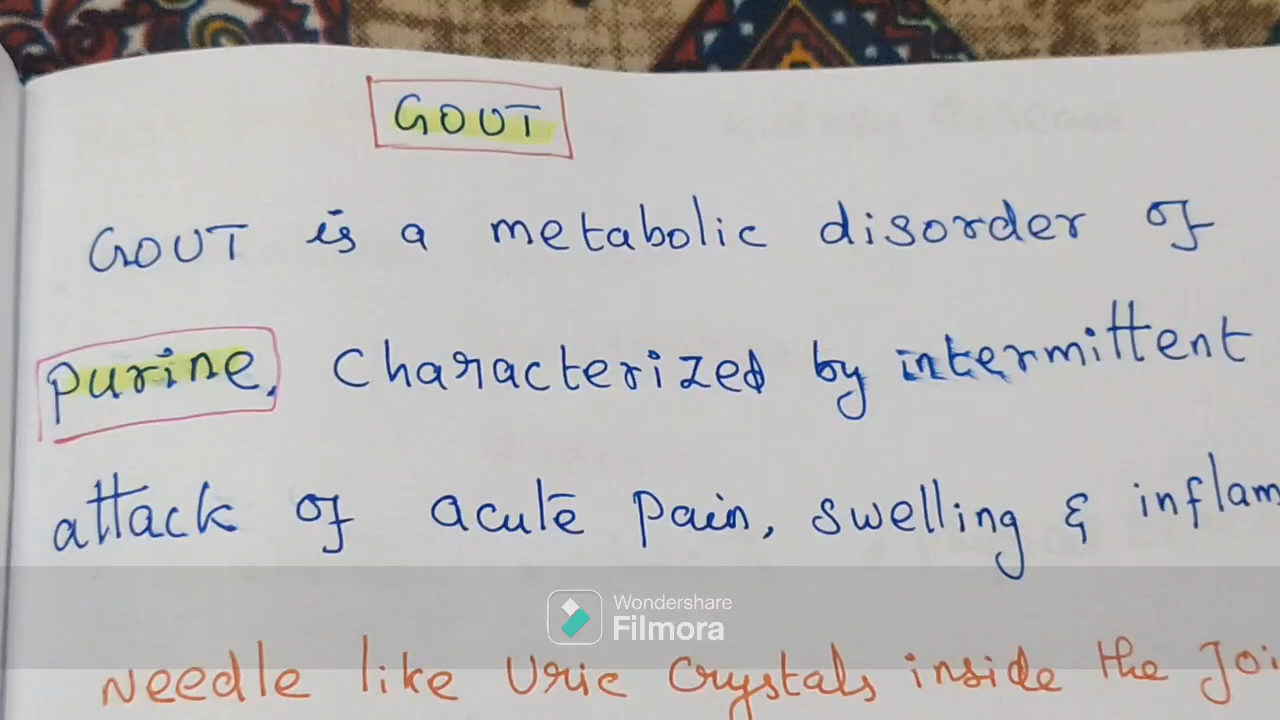 GOUT
GOUT is a metabolic disorder of
purine, characterized by intermittent
attack of acute pain, swelling & inflam
Wondershare
Filmora
Needle like Uric Crystals inside the Joi